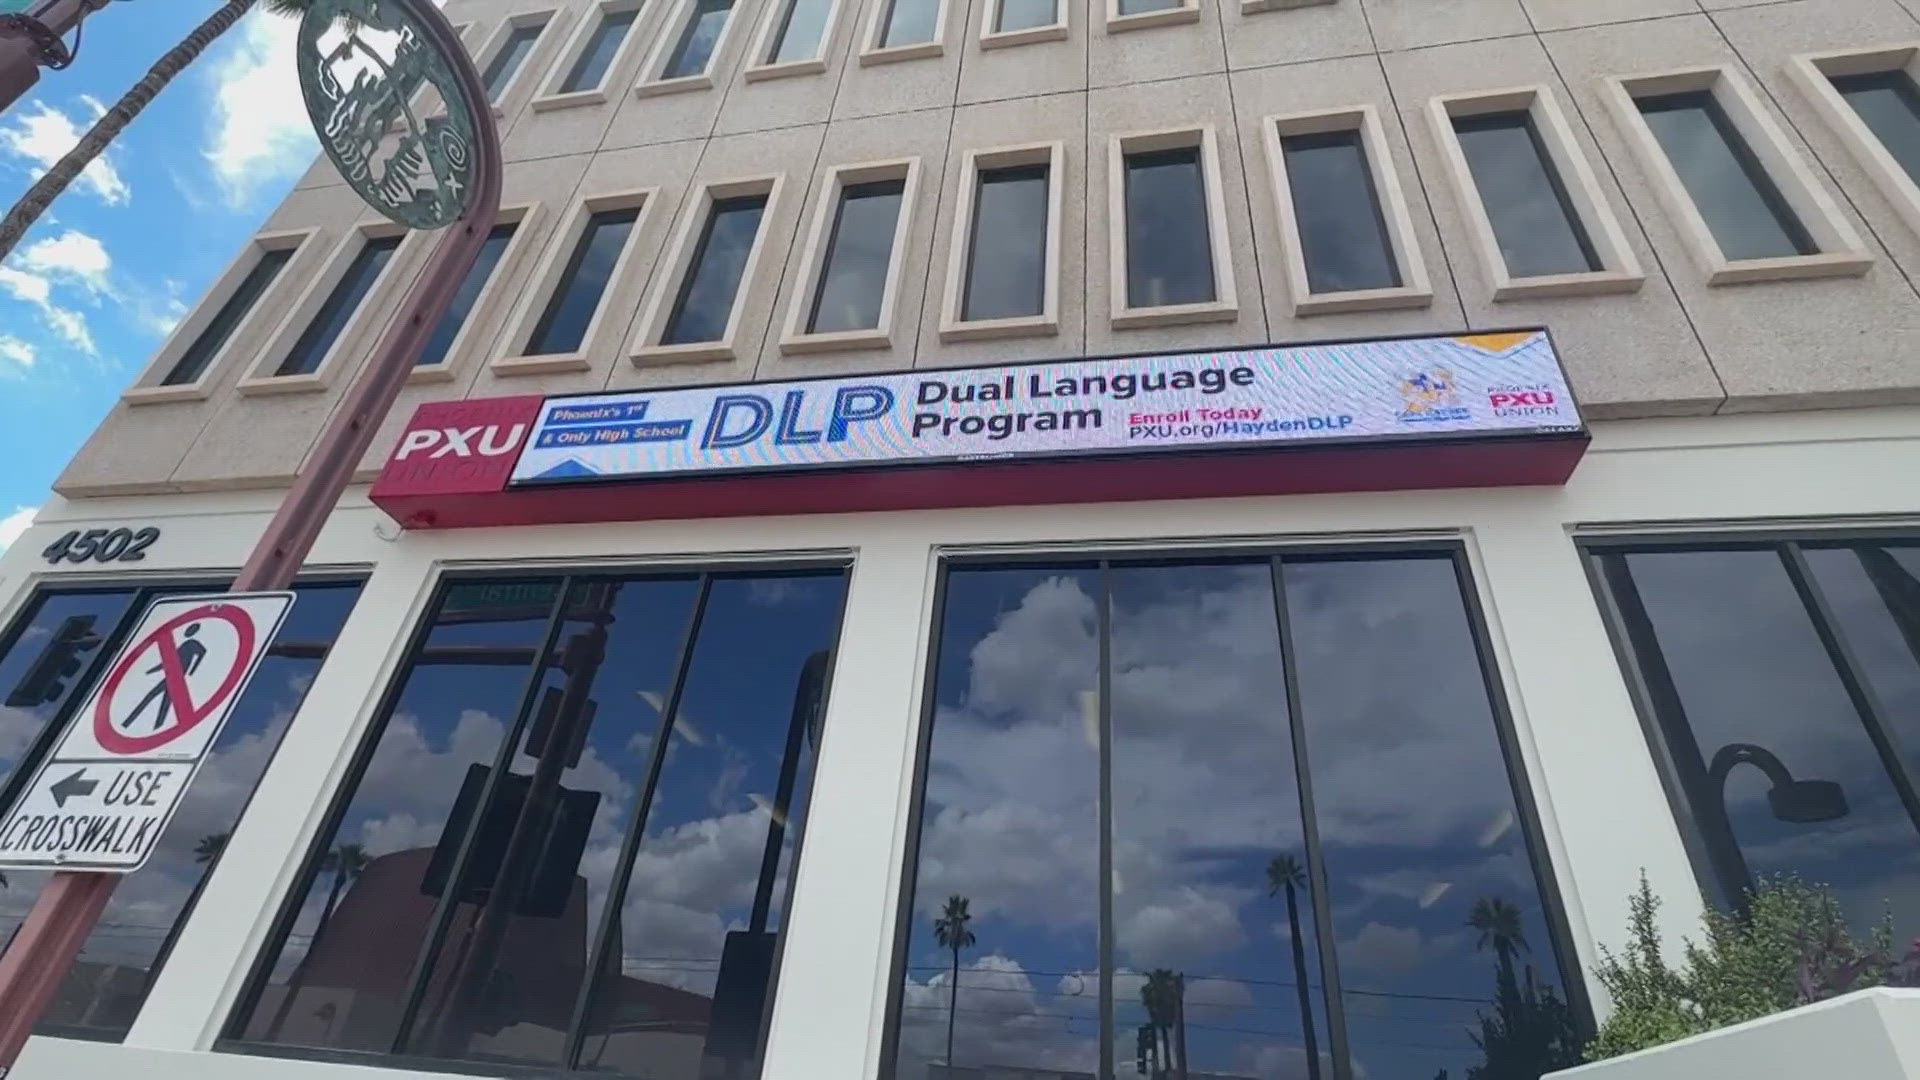 PXU
UNION
Phoenix's 1st
& Only High School
DLP
Dual Language
Program
Enroll Today
PXU.org/HaydenDLP
PHOENIX
PXU
UNION
4502
← USE
CROSSWALK